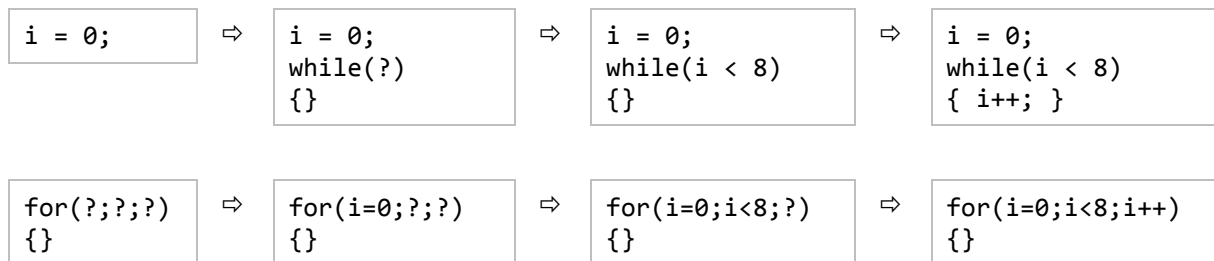 i = 0;
⇨
i = 0;
while(?)
{}
⇨
i = 0;
while(i < 8)
{}
⇨
i = 0;
while(i < 8)
{ i++; }
for(?;?;?)
{}
⇨
for(i=0;?;?)
{}
⇨
for(i=0;i<8;?)
{}
⇨
for(i=0;i<8;i++)
{}